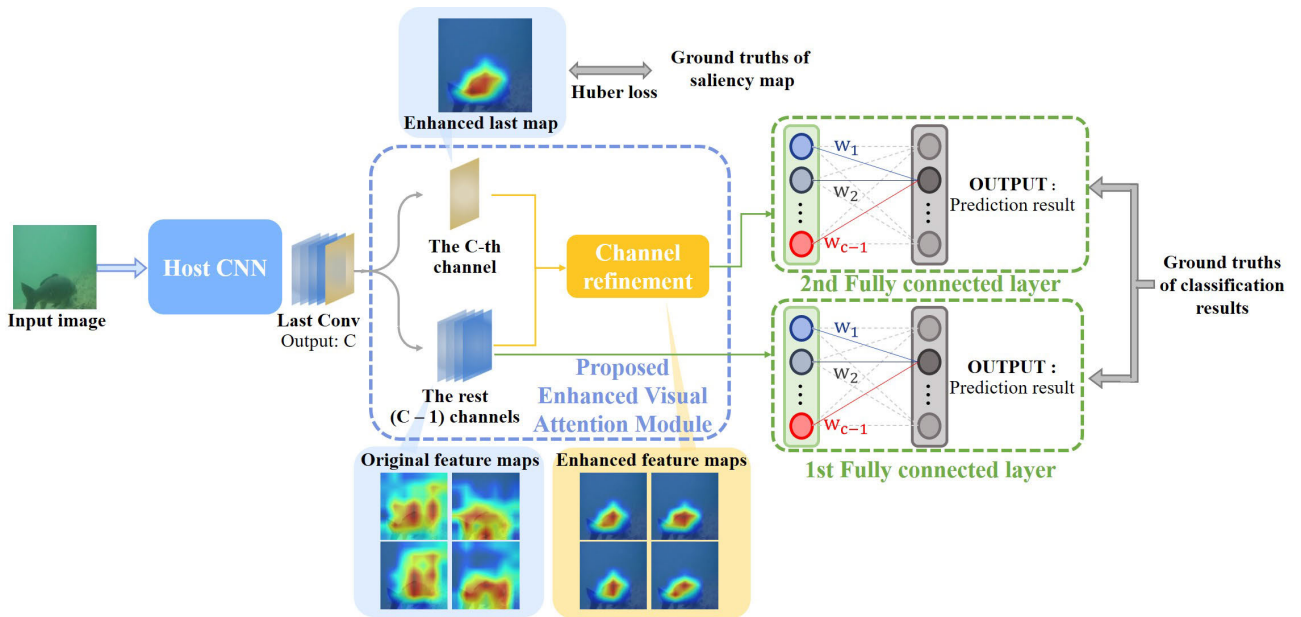 Enhanced last map
Huber loss
Ground truths of
saliency map
Input image
Host CNN
Last Conv
Output: C
The C-th
channel
The rest
(C – 1) channels
Channel
refinement
Proposed
Enhanced Visual
Attention Module
Original feature maps
Enhanced feature maps
w₁
w₂
w_c−1
OUTPUT :
Prediction result
2nd Fully connected layer
w₁
w₂
w_c−1
OUTPUT :
Prediction result
1st Fully connected layer
Ground truths
of classification
results